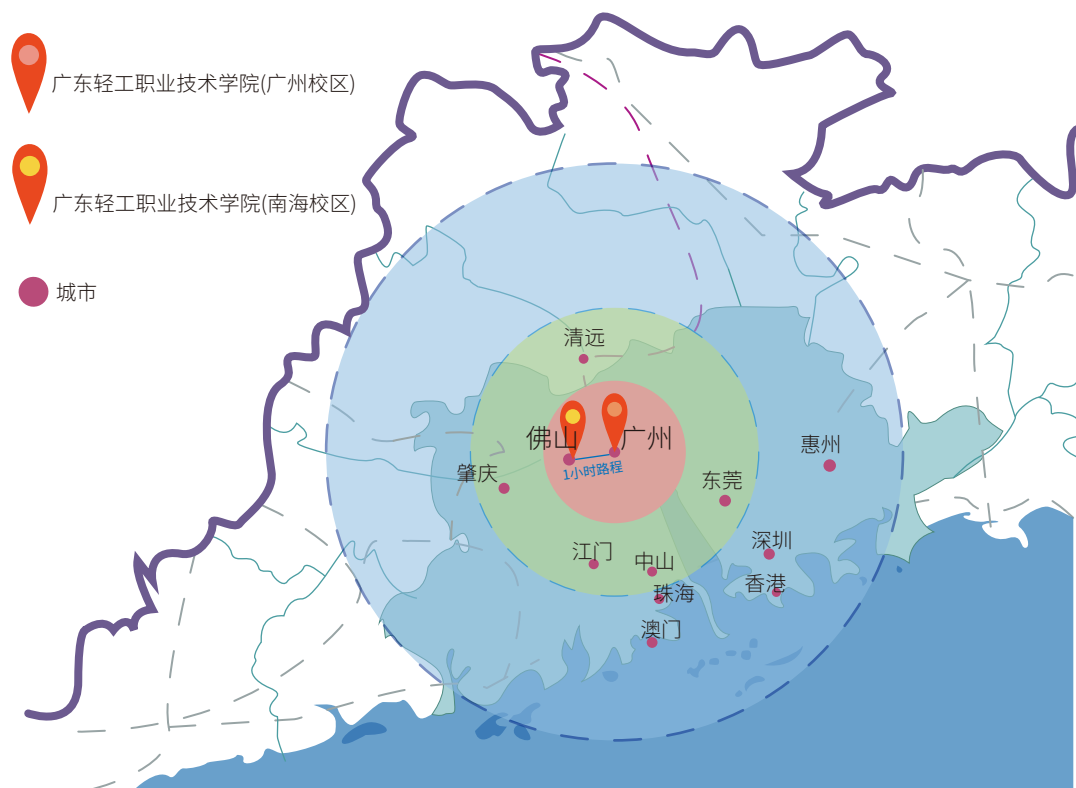 广东轻工职业技术学院(广州校区)
广东轻工职业技术学院(南海校区)
城市
清远
佛山
广州
1小时路程
肇庆
惠州
东莞
江门
中山
深圳
珠海
香港
澳门